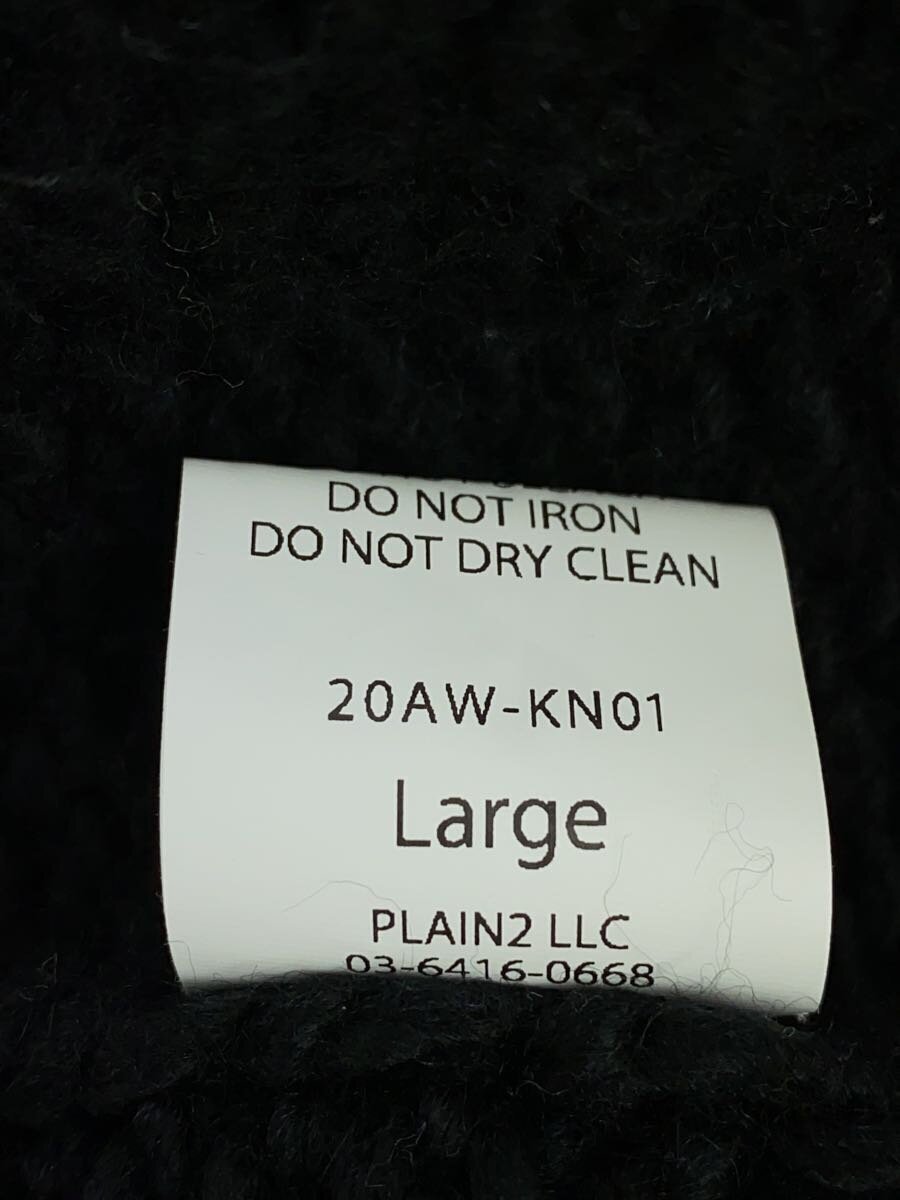 DO NOT IRON
DO NOT DRY CLEAN
20AW-KN01
Large
PLAIN2 LLC
03-6416-0668